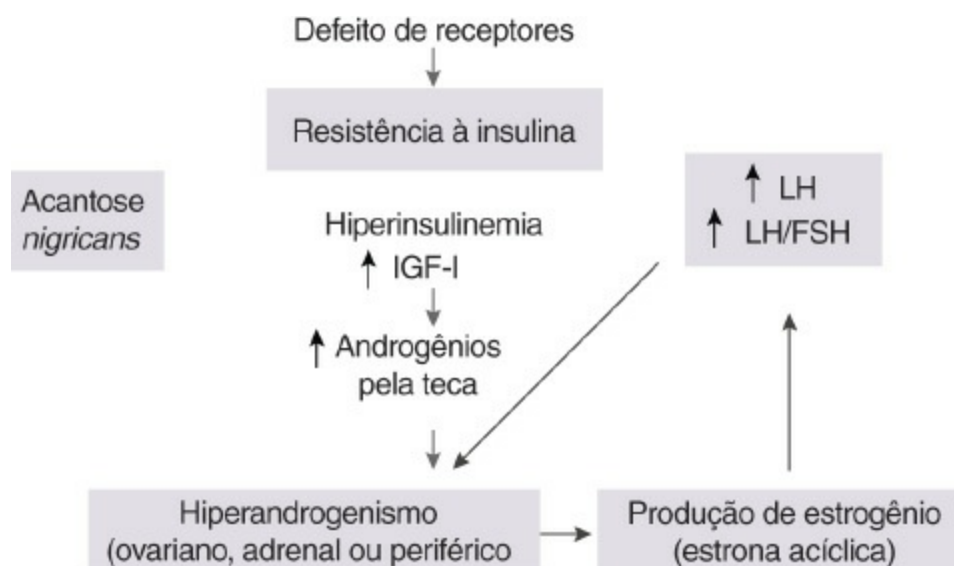 Defeito de receptores
Resistência à insulina
Acantose
nigricans
Hiperinsulinemia
↑ IGF-I
↑ Androgênios
pela teca
↑ LH
↑ LH/FSH
Hiperandrogenismo
(ovariano, adrenal ou periférico
Produção de estrogênio
(estrona acíclica)